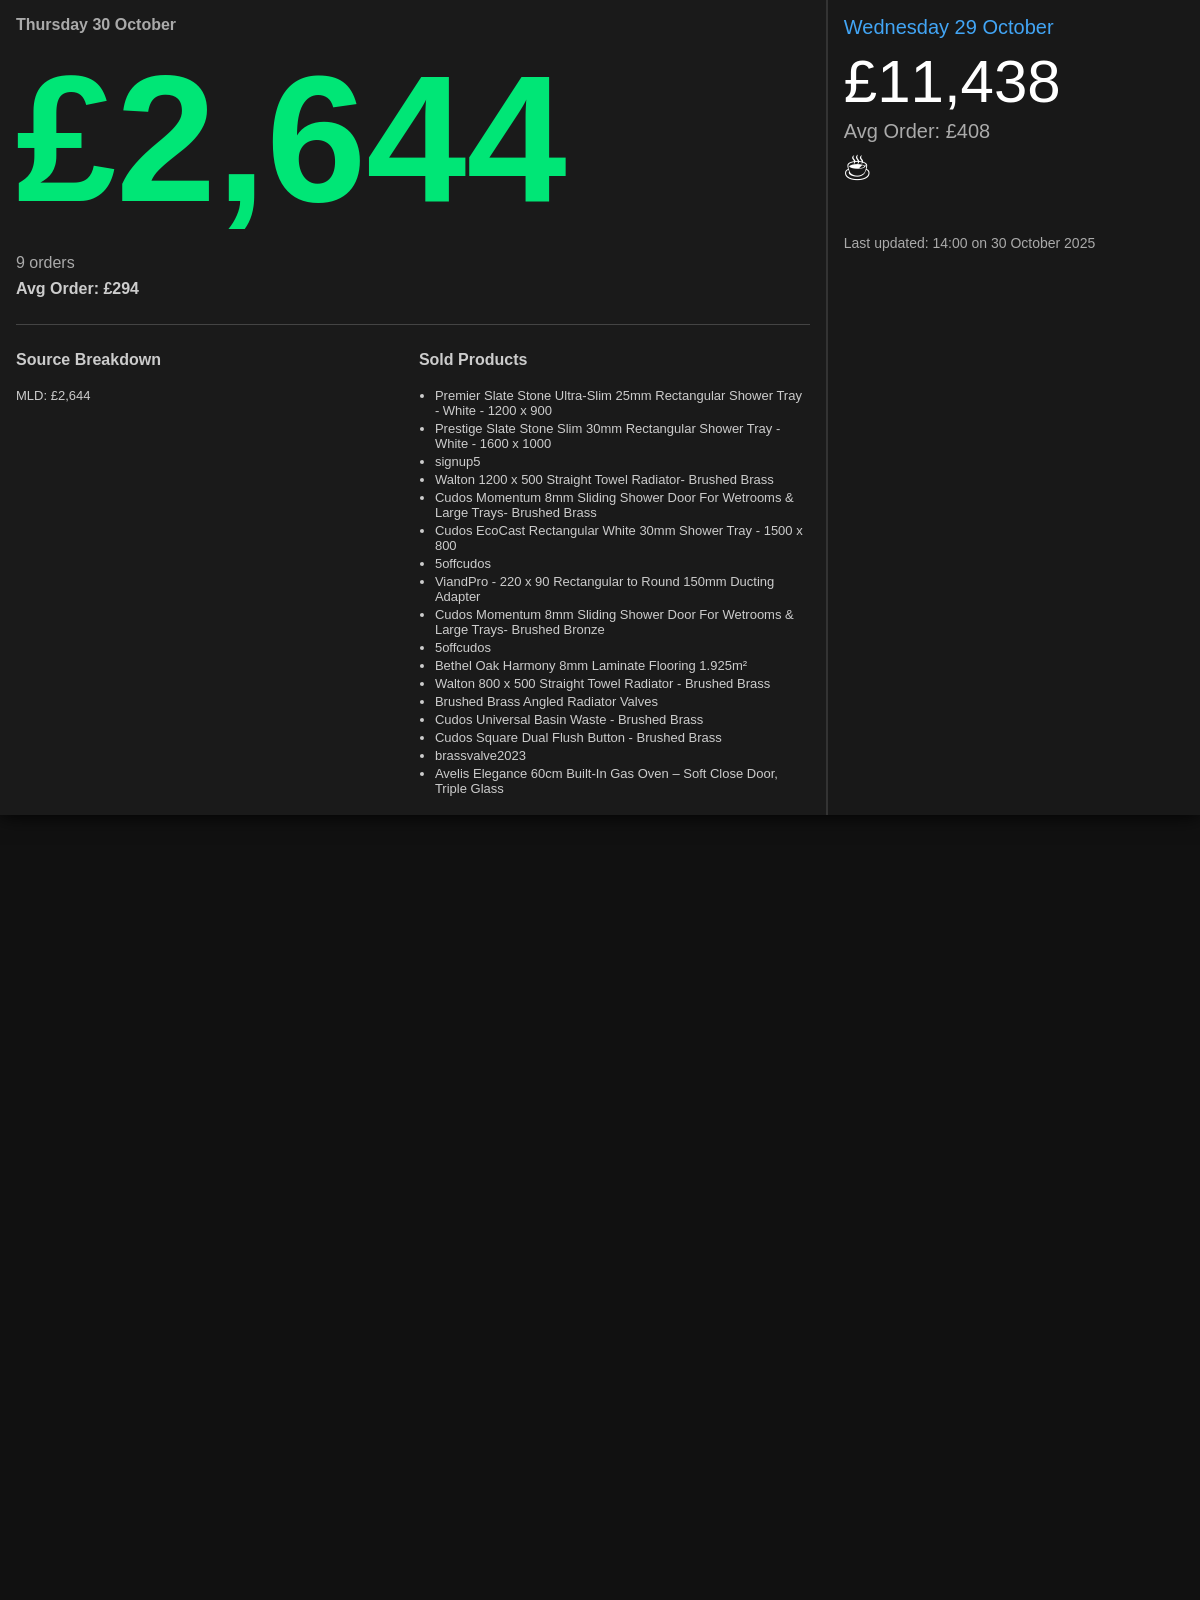 Thursday 30 October
£2,644
9 orders
Avg Order: £294
Source Breakdown
MLD: £2,644
Sold Products
• Premier Slate Stone Ultra-Slim 25mm Rectangular Shower Tray
- White - 1200 x 900
• Prestige Slate Stone Slim 30mm Rectangular Shower Tray -
White - 1600 x 1000
• signup5
• Walton 1200 x 500 Straight Towel Radiator- Brushed Brass
• Cudos Momentum 8mm Sliding Shower Door For Wetrooms &
Large Trays- Brushed Brass
• Cudos EcoCast Rectangular White 30mm Shower Tray - 1500 x
800
• 5offcudos
• ViandPro - 220 x 90 Rectangular to Round 150mm Ducting
Adapter
• Cudos Momentum 8mm Sliding Shower Door For Wetrooms &
Large Trays- Brushed Bronze
• 5offcudos
• Bethel Oak Harmony 8mm Laminate Flooring 1.925m²
• Walton 800 x 500 Straight Towel Radiator - Brushed Brass
• Brushed Brass Angled Radiator Valves
• Cudos Universal Basin Waste - Brushed Brass
• Cudos Square Dual Flush Button - Brushed Brass
• brassvalve2023
• Avelis Elegance 60cm Built-In Gas Oven – Soft Close Door,
Triple Glass
Wednesday 29 October
£11,438
Avg Order: £408
☕
Last updated: 14:00 on 30 October 2025